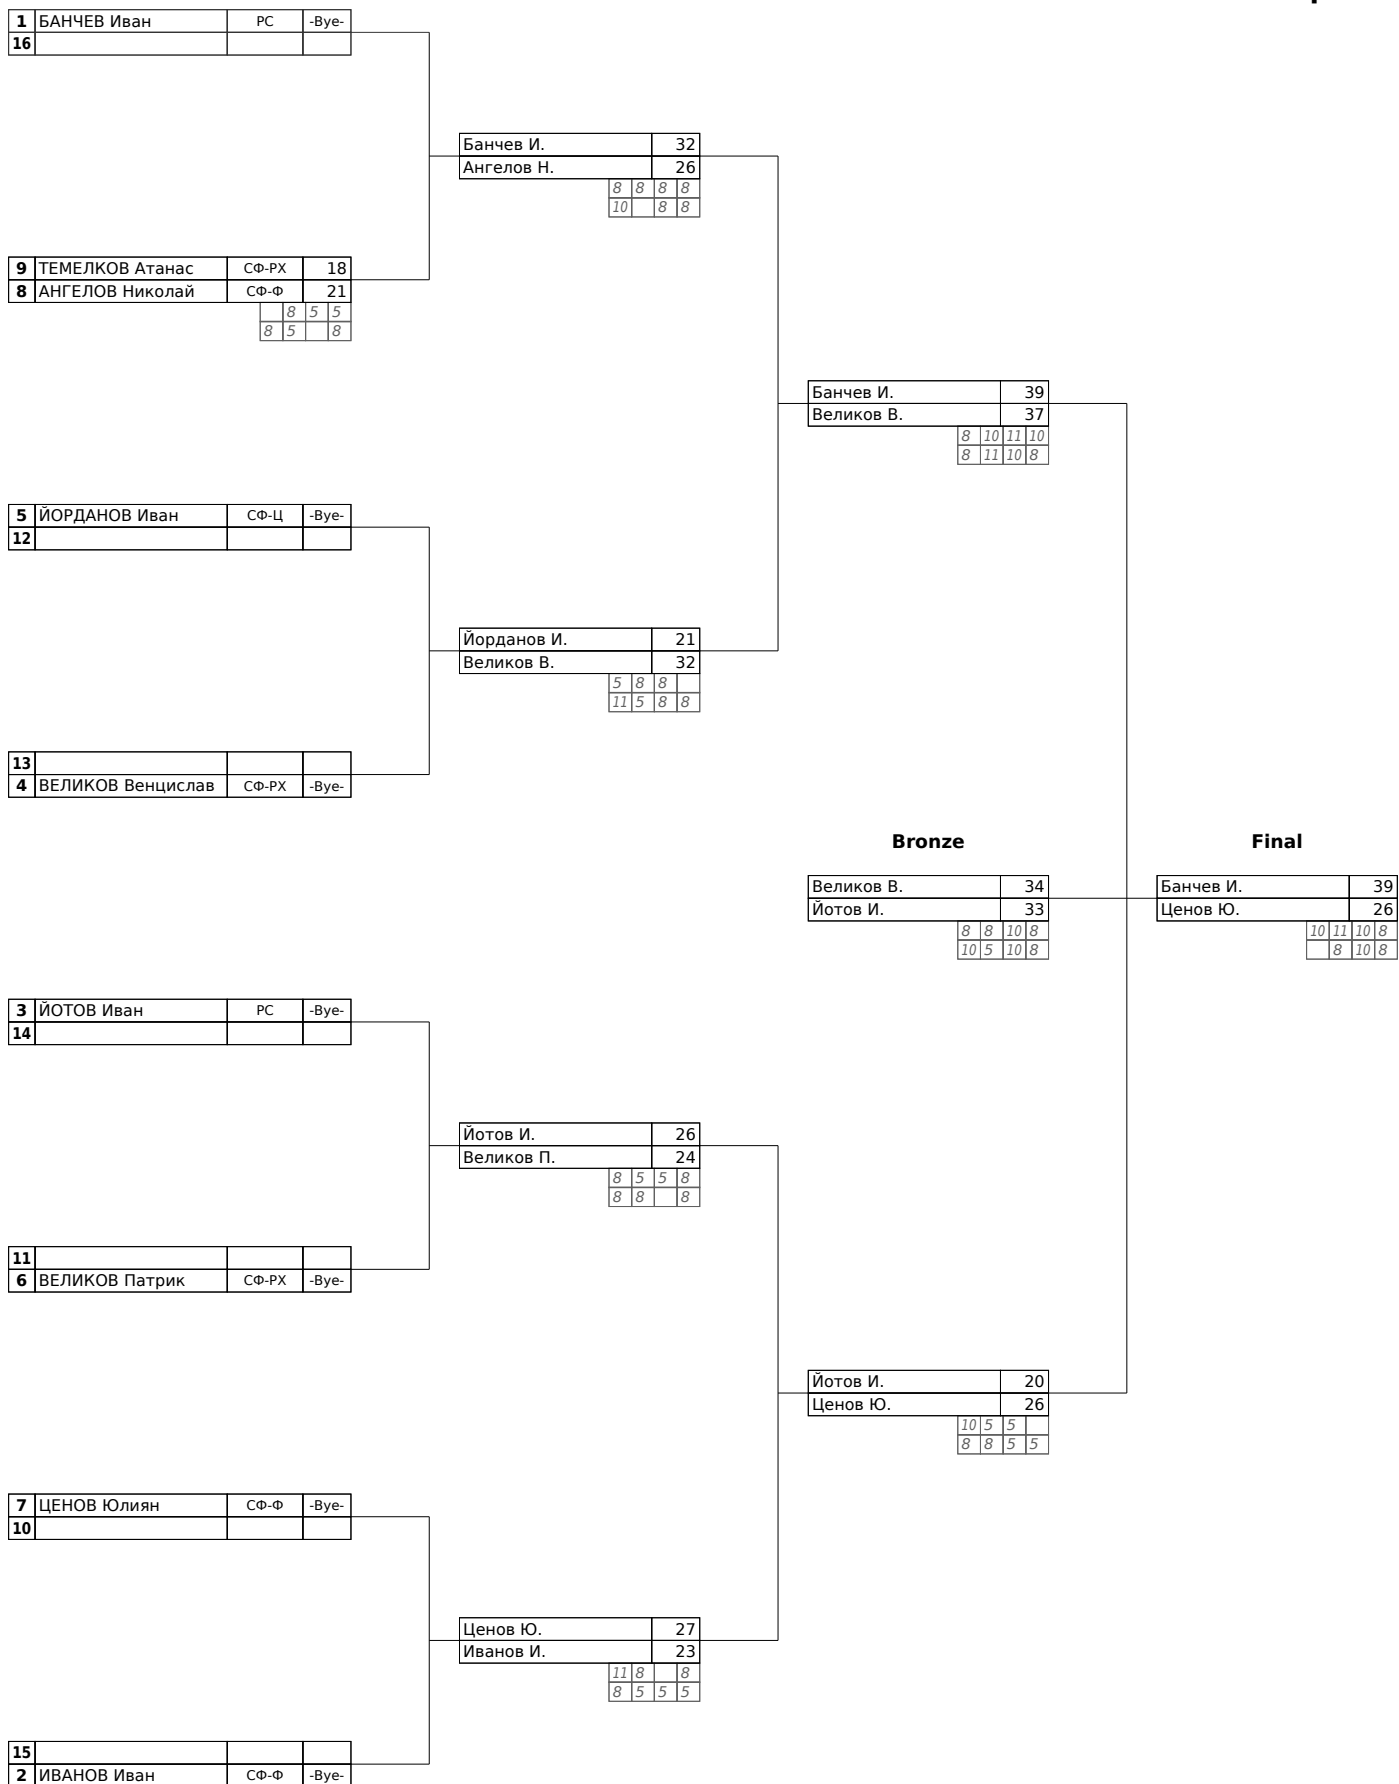 1 БАНЧЕВ Иван РС -Bye-
16
Банчев И. 32
Ангелов Н. 26
8 8 8 8
10 8 8
9 ТЕМЕЛКОВ Атанас СФ-РХ 18
8 АНГЕЛОВ Николай СФ-Ф 21
8 5 5
8 5 8
Банчев И. 39
Великов В. 37
8 10 11 10
8 11 10 8
5 ЙОРДАНОВ Иван СФ-Ц -Bye-
12
Йорданов И. 21
Великов В. 32
5 8 8
11 5 8 8
13
4 ВЕЛИКОВ Венцислав СФ-РХ -Bye-
Bronze Final
Великов В. 34 Банчев И. 39
Йотов И. 33 Ценов Ю. 26
8 8 10 8 10 11 10 8
10 5 10 8 8 10 8
3 ЙОТОВ Иван РС -Bye-
14
Йотов И. 26
Великов П. 24
8 5 5 8
8 8 8
11
6 ВЕЛИКОВ Патрик СФ-РХ -Bye-
Йотов И. 20
Ценов Ю. 26
10 5 5
8 8 5 5
7 ЦЕНОВ Юлиян СФ-Ф -Bye-
10
Ценов Ю. 27
Иванов И. 23
11 8 8
8 5 5 5
15
2 ИВАНОВ Иван СФ-Ф -Bye-